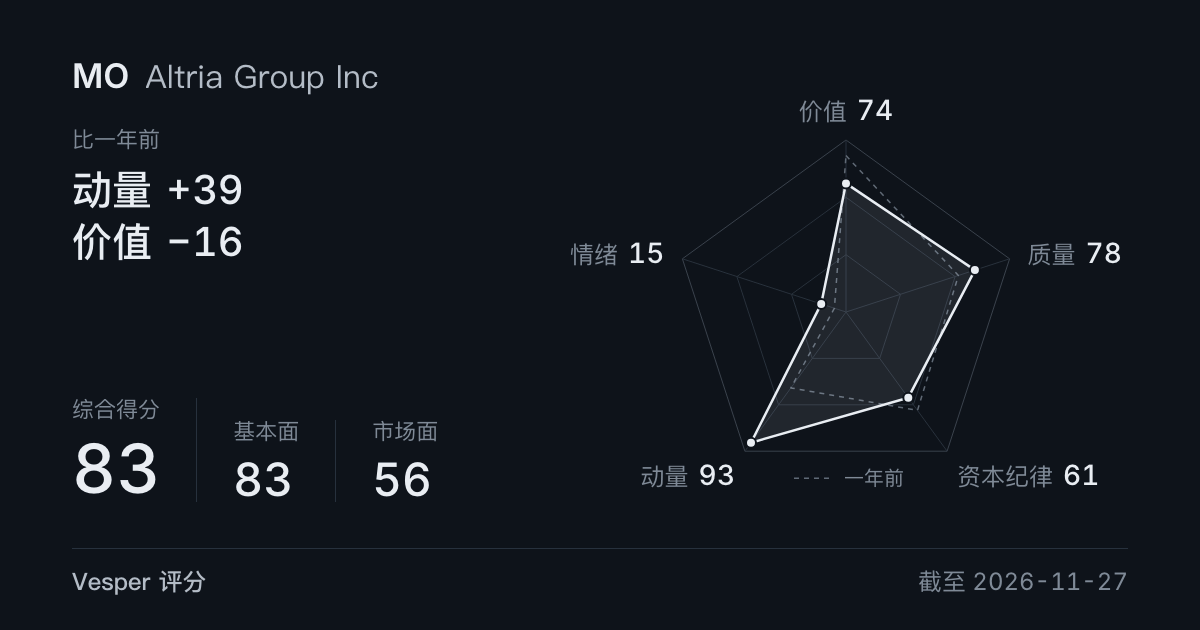 MO Altria Group Inc
比一年前
动量 +39
价值 −16
综合得分
83
基本面
83
市场面
56
价值 74
质量 78
资本纪律 61
动量 93
情绪 15
一年前
Vesper 评分
截至 2026-11-27